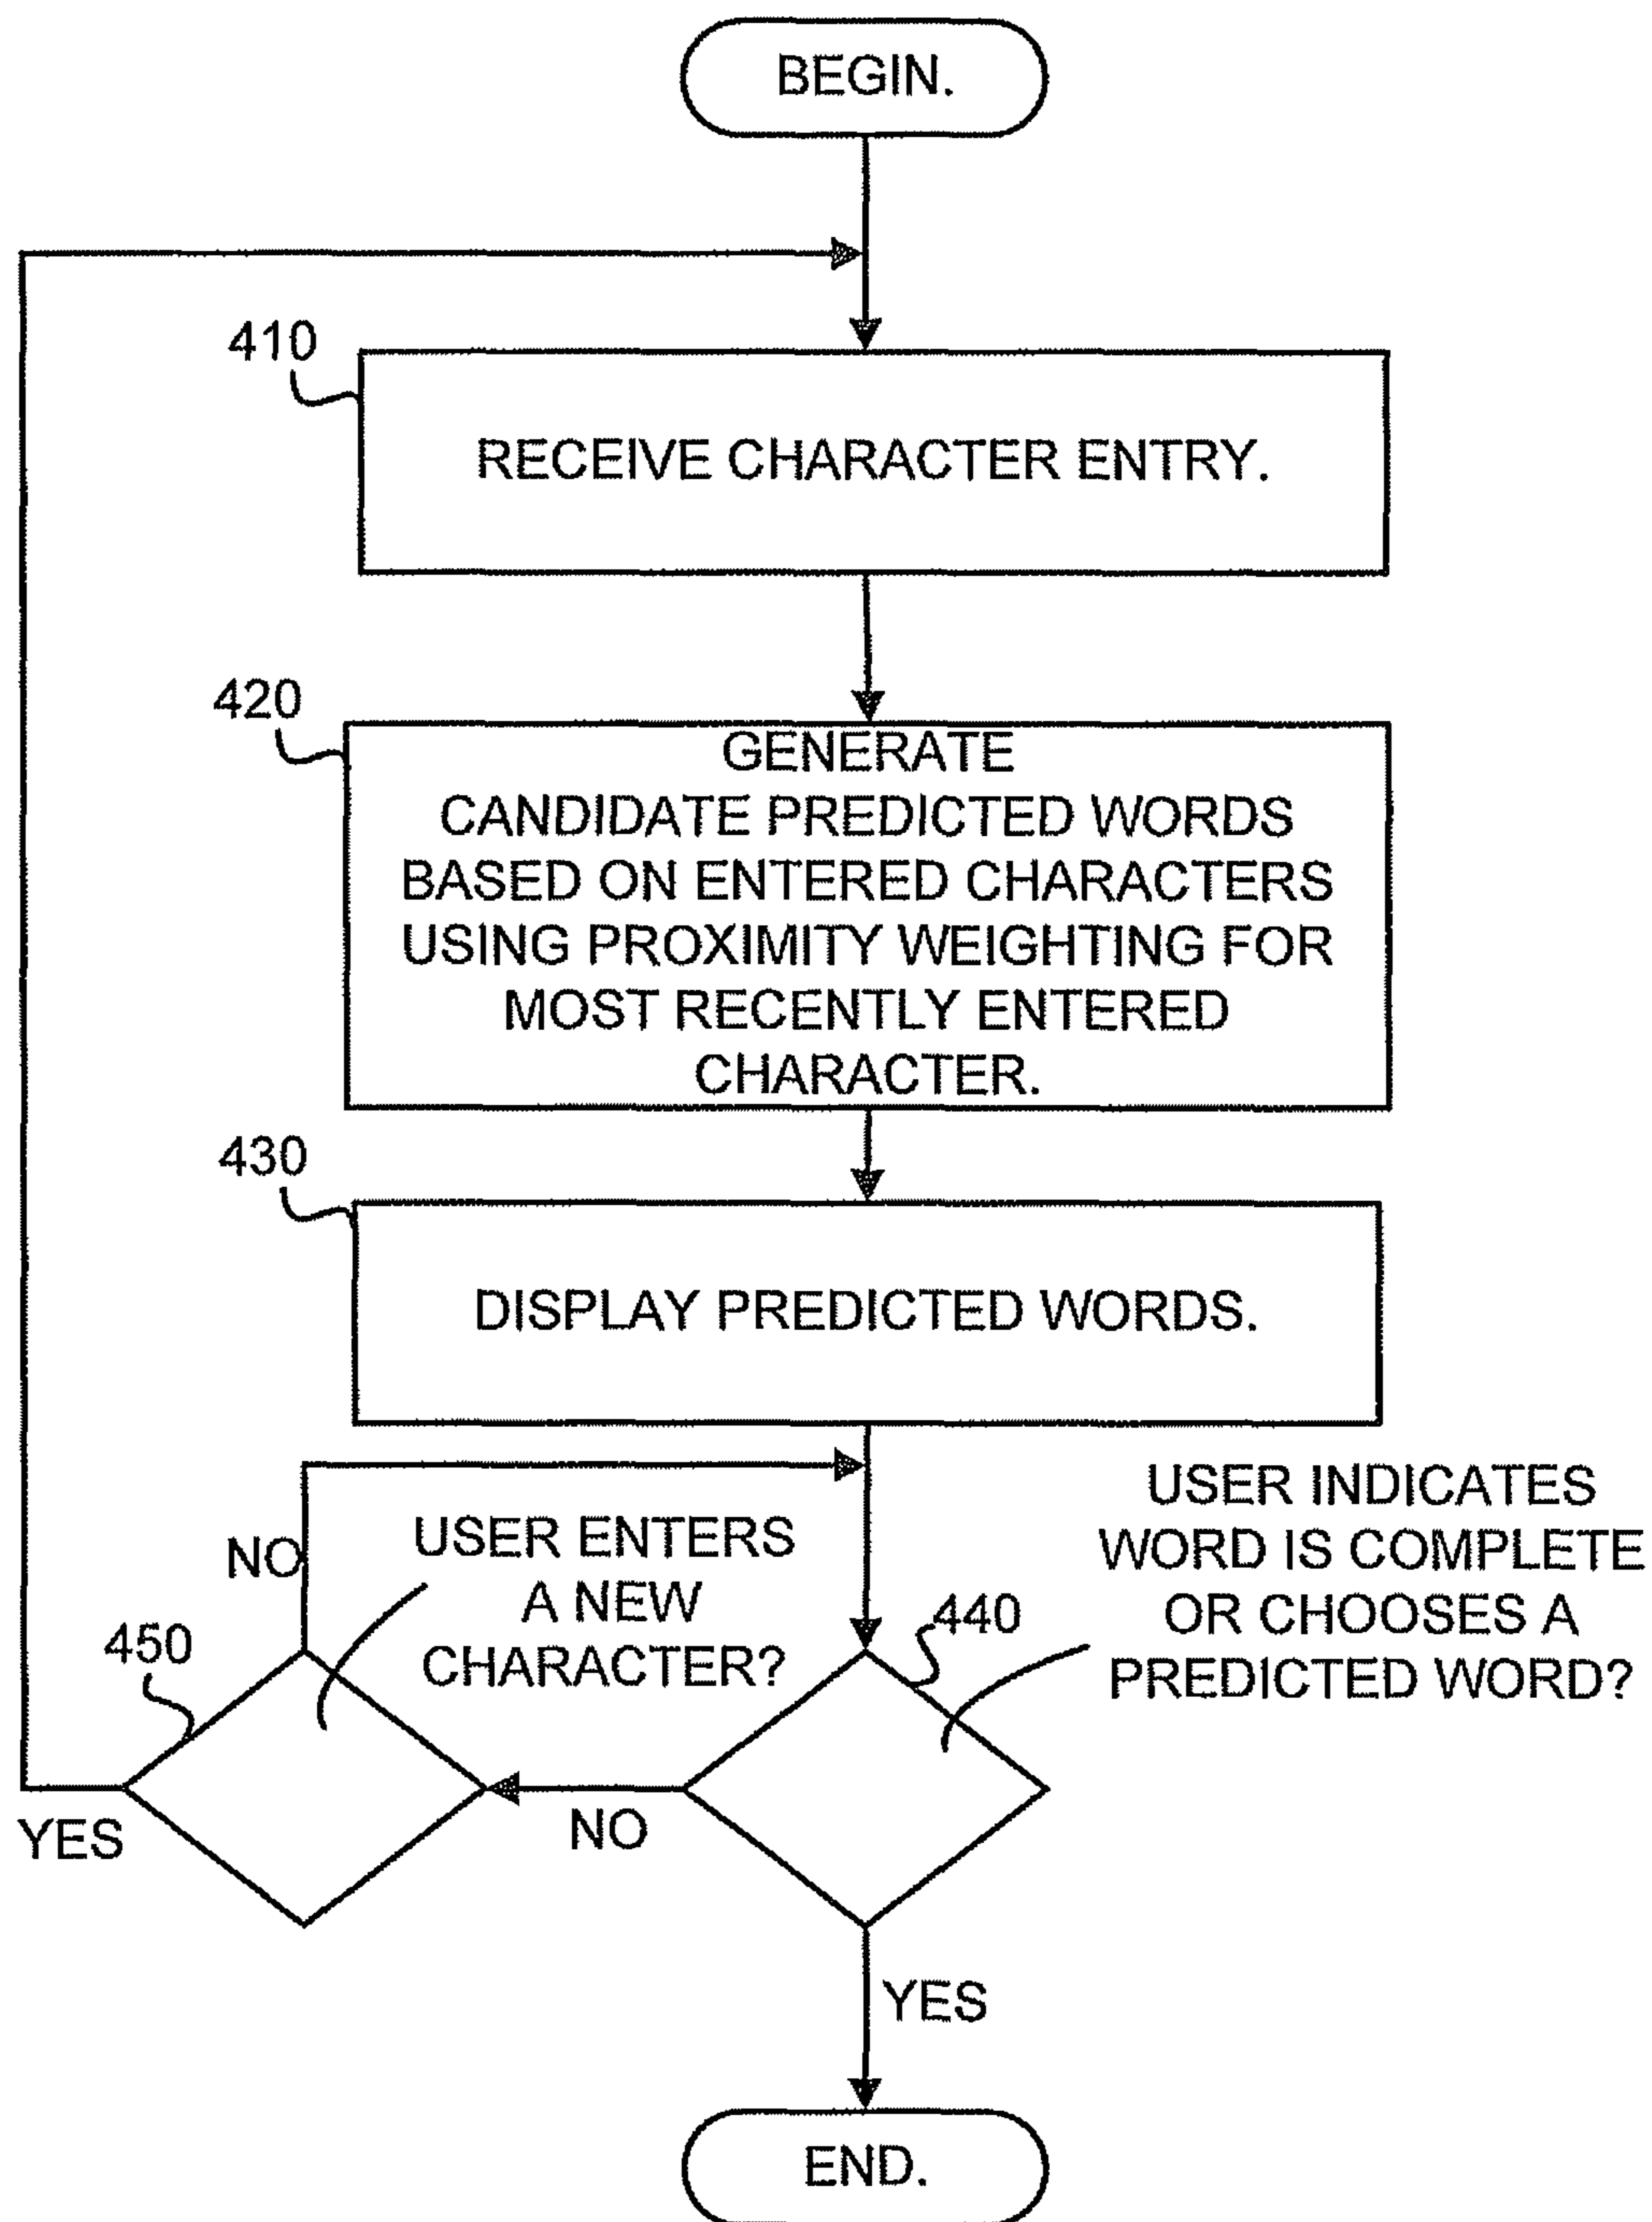 BEGIN.
410
RECEIVE CHARACTER ENTRY.
420
GENERATE
CANDIDATE PREDICTED WORDS
BASED ON ENTERED CHARACTERS
USING PROXIMITY WEIGHTING FOR
MOST RECENTLY ENTERED
CHARACTER.
430
DISPLAY PREDICTED WORDS.
NO
USER ENTERS
A NEW
CHARACTER?
450
USER INDICATES
WORD IS COMPLETE
OR CHOOSES A
PREDICTED WORD?
440
YES
NO
YES
END.